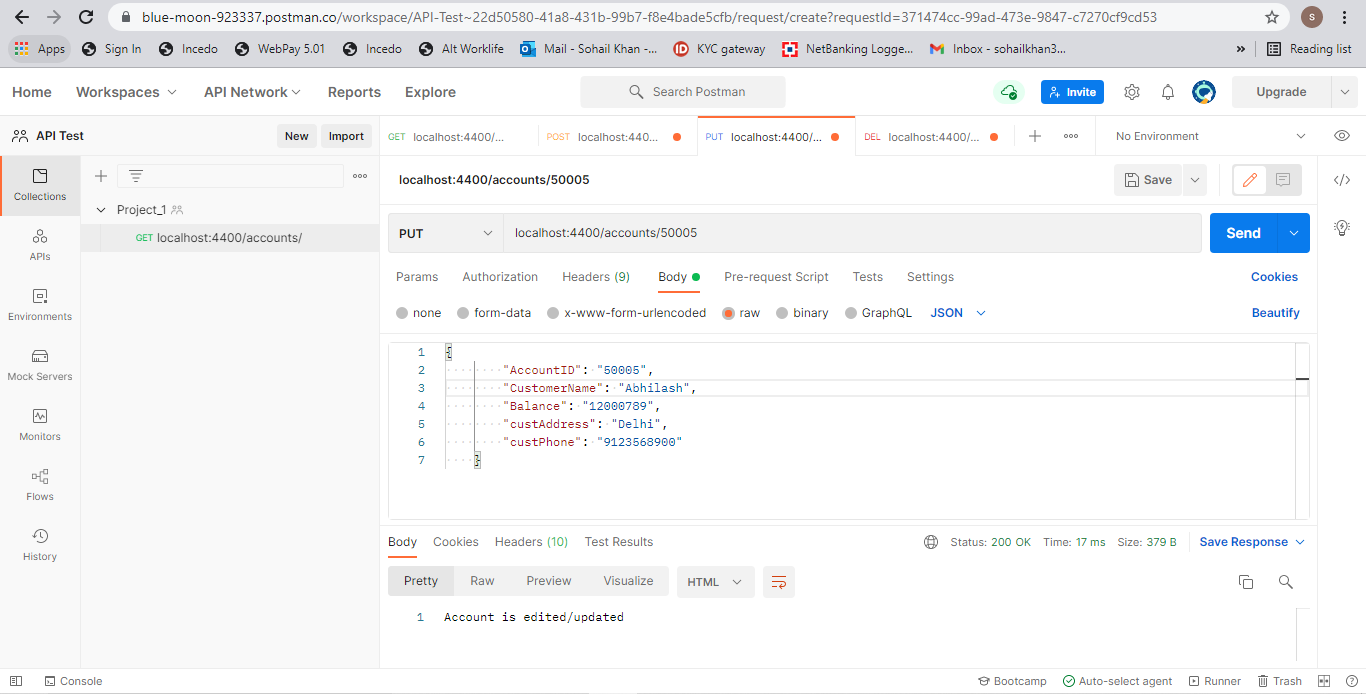 blue-moon-923337.postman.co/workspace/API-Test~22d50580-41a8-431b-99b7-f8e4bade5cfb/request/create?requestId=371474cc-99ad-473e-9847-c7270cf9cd53 S
Apps Sign In Incedo WebPay 5.01 Incedo Alt Worklife Mail - Sohail Khan -... KYC gateway NetBanking Logge... Inbox - sohailkhan3... » Reading list
Home Workspaces API Network Reports Explore Search Postman Invite Upgrade
API Test New Import GET localhost:4400/... POST localhost:440... PUT localhost:4400/... DEL localhost:4400/... No Environment
Collections
APIs
Environments
Mock Servers
Monitors
Flows
History
Project_1
GET localhost:4400/accounts/
localhost:4400/accounts/50005 Save
PUT localhost:4400/accounts/50005 Send
Params Authorization Headers (9) Body Pre-request Script Tests Settings Cookies
none form-data x-www-form-urlencoded raw binary GraphQL JSON Beautify
1 {
2 "AccountID": "50005",
3 "CustomerName": "Abhilash",
4 "Balance": "12000789",
5 "custAddress": "Delhi",
6 "custPhone": "9123568900"
7 }
Body Cookies Headers (10) Test Results Status: 200 OK Time: 17 ms Size: 379 B Save Response
Pretty Raw Preview Visualize HTML
1 Account is edited/updated
Console Bootcamp Auto-select agent Runner Trash